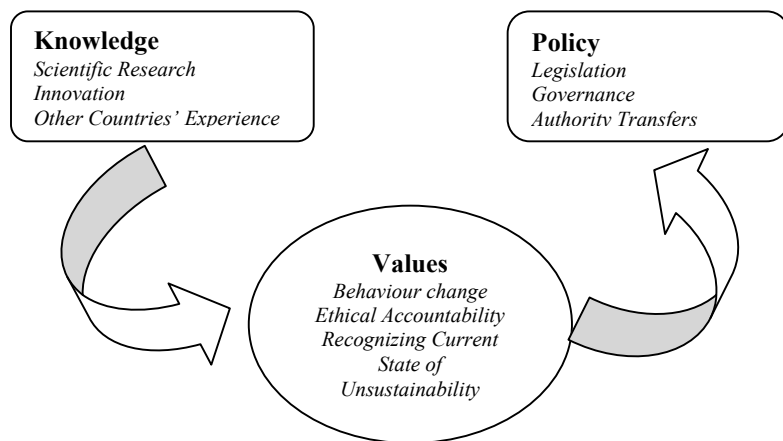 Knowledge
Scientific Research
Innovation
Other Countries' Experience
Policy
Legislation
Governance
Authority Transfers
Values
Behaviour change
Ethical Accountability
Recognizing Current
State of
Unsustainability